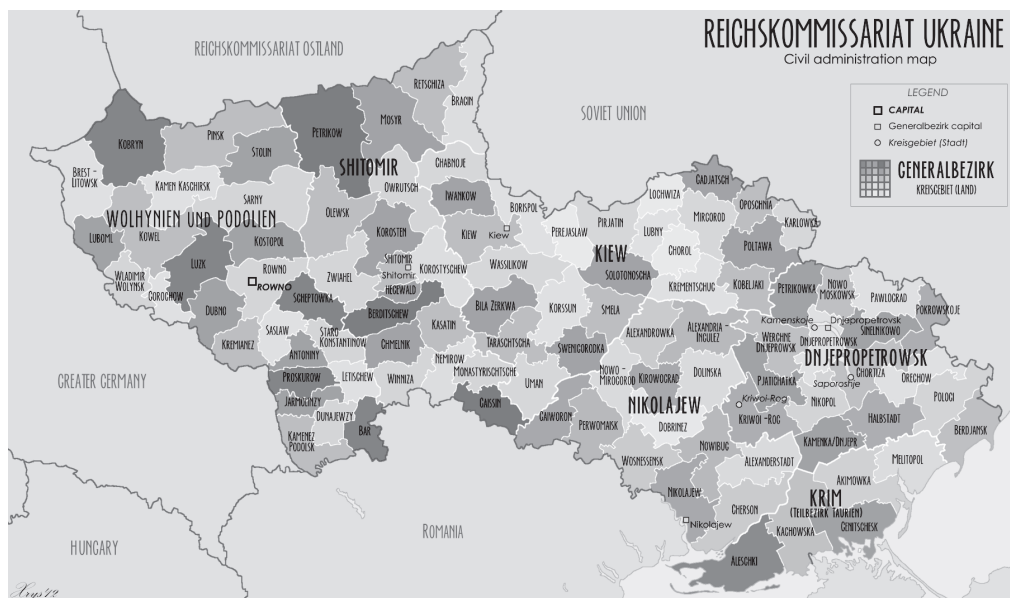 REICHSKOMMISSARIAT UKRAINE
Civil administration map
LEGEND
CAPITAL
Generalbezirk capital
Kreisgebiet (Stadt)
GENERALBEZIRK
KREISGEBIET (LAND)
REICHSKOMMISSARIAT OSTLAND
SOVIET UNION
GREATER GERMANY
HUNGARY
ROMANIA
RETSCHIZA
BRAGIN
MOSYR
PETRIKOW
KOBRYN
PINSK
STOLIN
BREST -
LITOWSK
KAMEN KASCHIRSK
SARNY
SHITOMIR
CHABNOJE
OWRUTSCH
OLEWSK
IWANKOW
BORISPOL
WOLHYNIEN UND PODOLIEN
LUBOML
KOWEL
KOSTOPOL
KOROSTEN
KIEW
Kiew
LUZK
WLADIMIR
WOLYNSK
GOROCHOW
ROWNO
ROWNO
ZWIAHEL
SHITOMIR
Shitomir
HEGEWALD
KOROSTYSCHEW
WASSILIKOW
DUBNO
SCHEPTOWKA
BERDITSCHEW
BILA ZERKWA
KREMIANEZ
SASLAW
STARO
KONSTANTINOW
ANTONINY
CHMELNIK
KASATIN
TARASCHTSCHA
PROSKUROW
LETISCHEW
WINNIZA
NEMIROW
MONASTYRISCHTSCHE
UMAN
JARMOLINZY
DUNAJEWZY
KAMENEZ
PODOLSK
BAR
GAISSIN
GAIWORON
PERWOMAISK
GADJATSCH
LOCHWIZA
OPOSCHNJA
PIRJATIN
MIRGOROD
KARLOWKA
PEREJASLAW
LUBNY
KIEW
CHOROL
POLTAWA
SOLOTONOSCHA
KREMENTSCHUG
KOBELJAKI
KORSSUN
SMELA
SWENIGORODKA
ALEXANDROWKA
ALEXANDRIA -
INGULEZ
PETRIKOWKA
NOWO
MOSKOWSK
PAWLOGRAD
POKROWSKOJE
Kamenskoje
Dnjepropetrovsk
SINELNIKOWO
WERCHNE
DNJEPROWSK
DNJEPROPETROWSK
DNJEPROPETROWSK
CHORTIZA
Saporoshje
ORECHOW
NOWO -
MIROGOROD
KIROWOGRAD
DOLINSKA
PJATICHATKA
Kriwoi-Rog
NIKOPOL
POLOGI
NIKOLAJEW
DOBRINEZ
KRIWOI -ROG
HALBSTADT
BERDJANSK
NOWIBUG
KAMENKA/DNJEPR
WOSNESSENSK
ALEXANDERSTADT
MELITOPOL
AKIMOWKA
NIKOLAJEW
Nikolajew
CHERSON
KRIM
(TEILBEZIRK TAURIEN)
KACHOWSKA
GENITSCHESK
ALESCHKI
Xrys'12